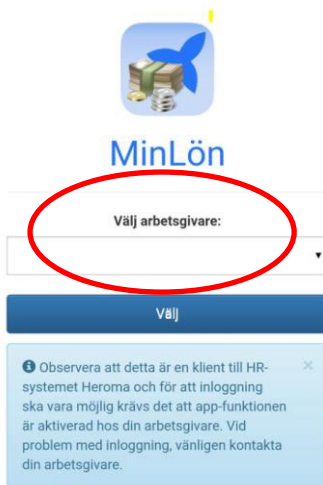 MinLön
Välj arbetsgivare:
Välj
Observera att detta är en klient till HR-
systemet Heroma och för att inloggning
ska vara möjlig krävs det att app-funktionen
är aktiverad hos din arbetsgivare. Vid
problem med inloggning, vänligen kontakta
din arbetsgivare.